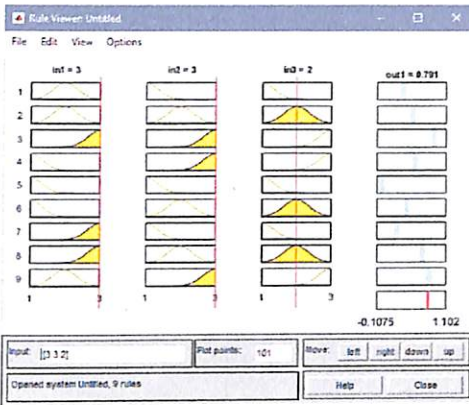 Rule Viewer: Untitled
File Edit View Options
in1 = 3 in2 = 3 in3 = 2 out1 = 0.791
1
2
3
4
5
6
7
8
9
1 3 1 3 1 3
-0.1075 1.102
Input: [3 3 2] Plot points: 101 Move: left right down up
Opened system Untitled, 9 rules Help Close